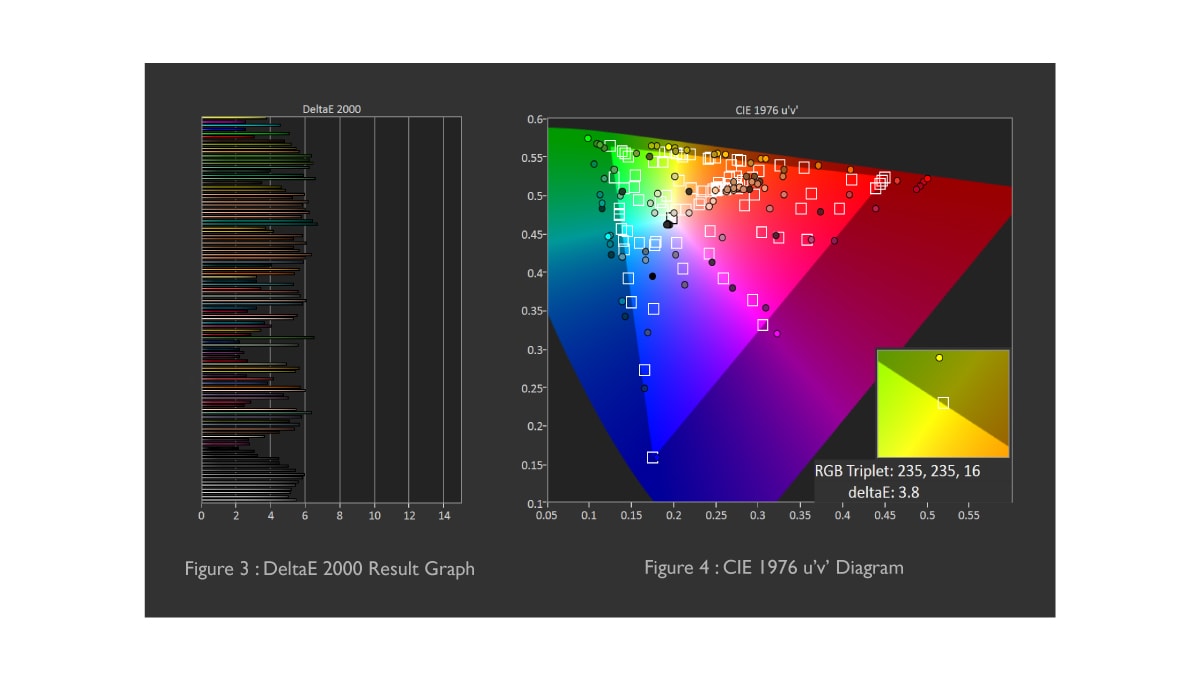 DeltaE 2000
0 2 4 6 8 10 12 14
Figure 3 : DeltaE 2000 Result Graph
CIE 1976 u'v'
0.6
0.55
0.5
0.45
0.4
0.35
0.3
0.25
0.2
0.15
0.1
0.05 0.1 0.15 0.2 0.25 0.3 0.35 0.4 0.45 0.5 0.55
RGB Triplet: 235, 235, 16
deltaE: 3.8
Figure 4 : CIE 1976 u’v’ Diagram